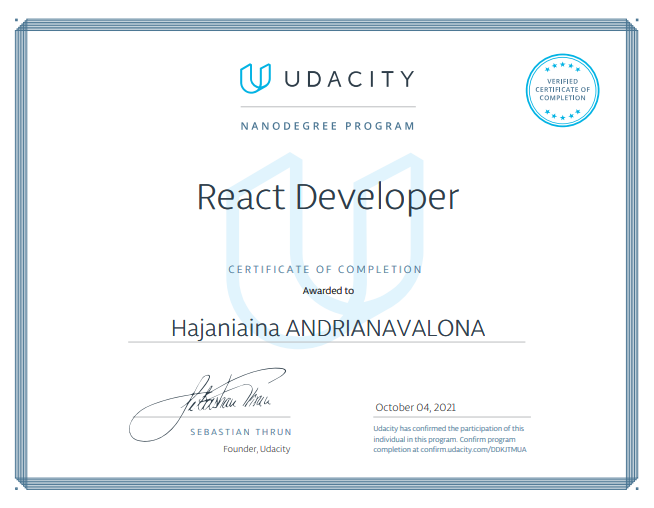 UDACITY
NANODEGREE PROGRAM
VERIFIED
CERTIFICATE OF
COMPLETION
React Developer
CERTIFICATE OF COMPLETION
Awarded to
Hajaniaina ANDRIANAVALONA
Sebastian Thrun
SEBASTIAN THRUN
Founder, Udacity
October 04, 2021
Udacity has confirmed the participation of this
individual in this program. Confirm program
completion at confirm.udacity.com/DDKJTMUA